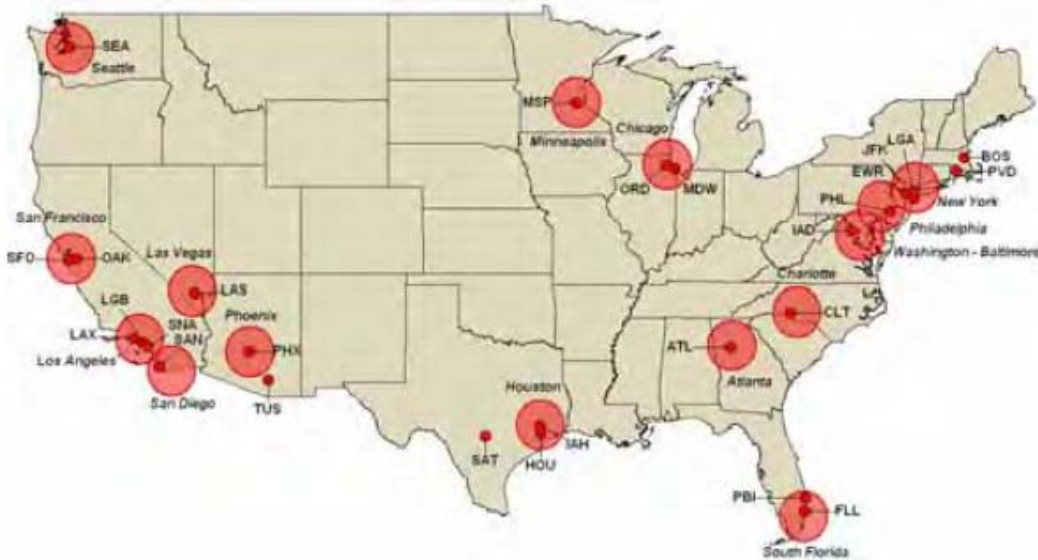 SEA
Seattle
MSP
Minneapolis
Chicago
ORD
MDW
LGA
JFK
EWR
BOS
PVD
PHL
New York
IAD
Philadelphia
Washington - Baltimore
San Francisco
SFO
OAK
Las Vegas
LAS
LGB
SNA
LAX
SAN
Los Angeles
San Diego
Phoenix
PHX
TUS
Charlotte
CLT
ATL
Atlanta
Houston
IAH
SAT
HOU
PBI
FLL
South Florida